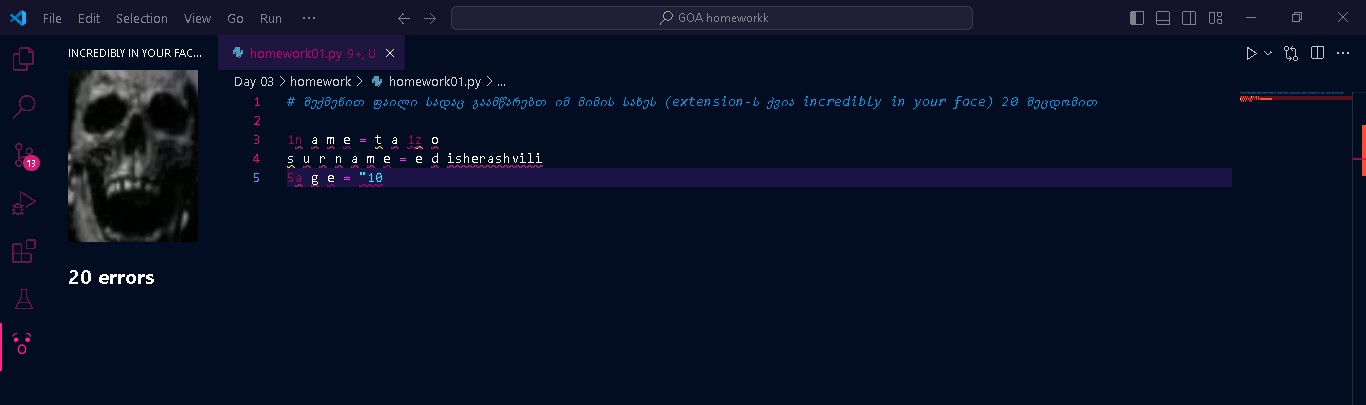 File Edit Selection View Go Run ··· GOA homeworkk
INCREDIBLY IN YOUR FAC... homework01.py 9+, U
Day 03 > homework > homework01.py > ...
1 # შექმენით ფაილი სადაც გაამწარებთ იმ მიმის სახეს (extension-ს ქვია incredibly in your face) 20 შეცდომით
2
3 1n a m e = t a 1z o
4 s u r n a m e = e d isherashvili
5 5a g e = "10
13
20 errors